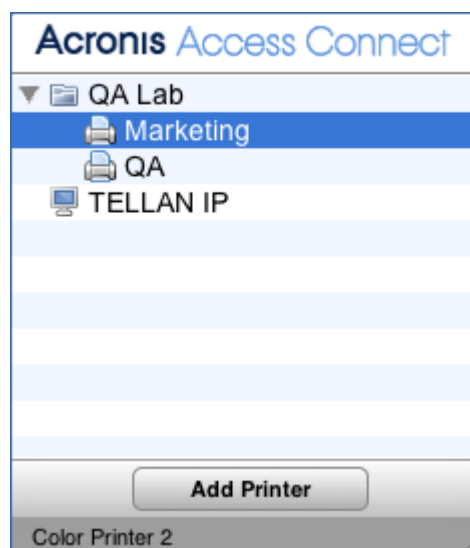 Acronis Access Connect
QA Lab
Marketing
QA
TELLAN IP
Add Printer
Color Printer 2